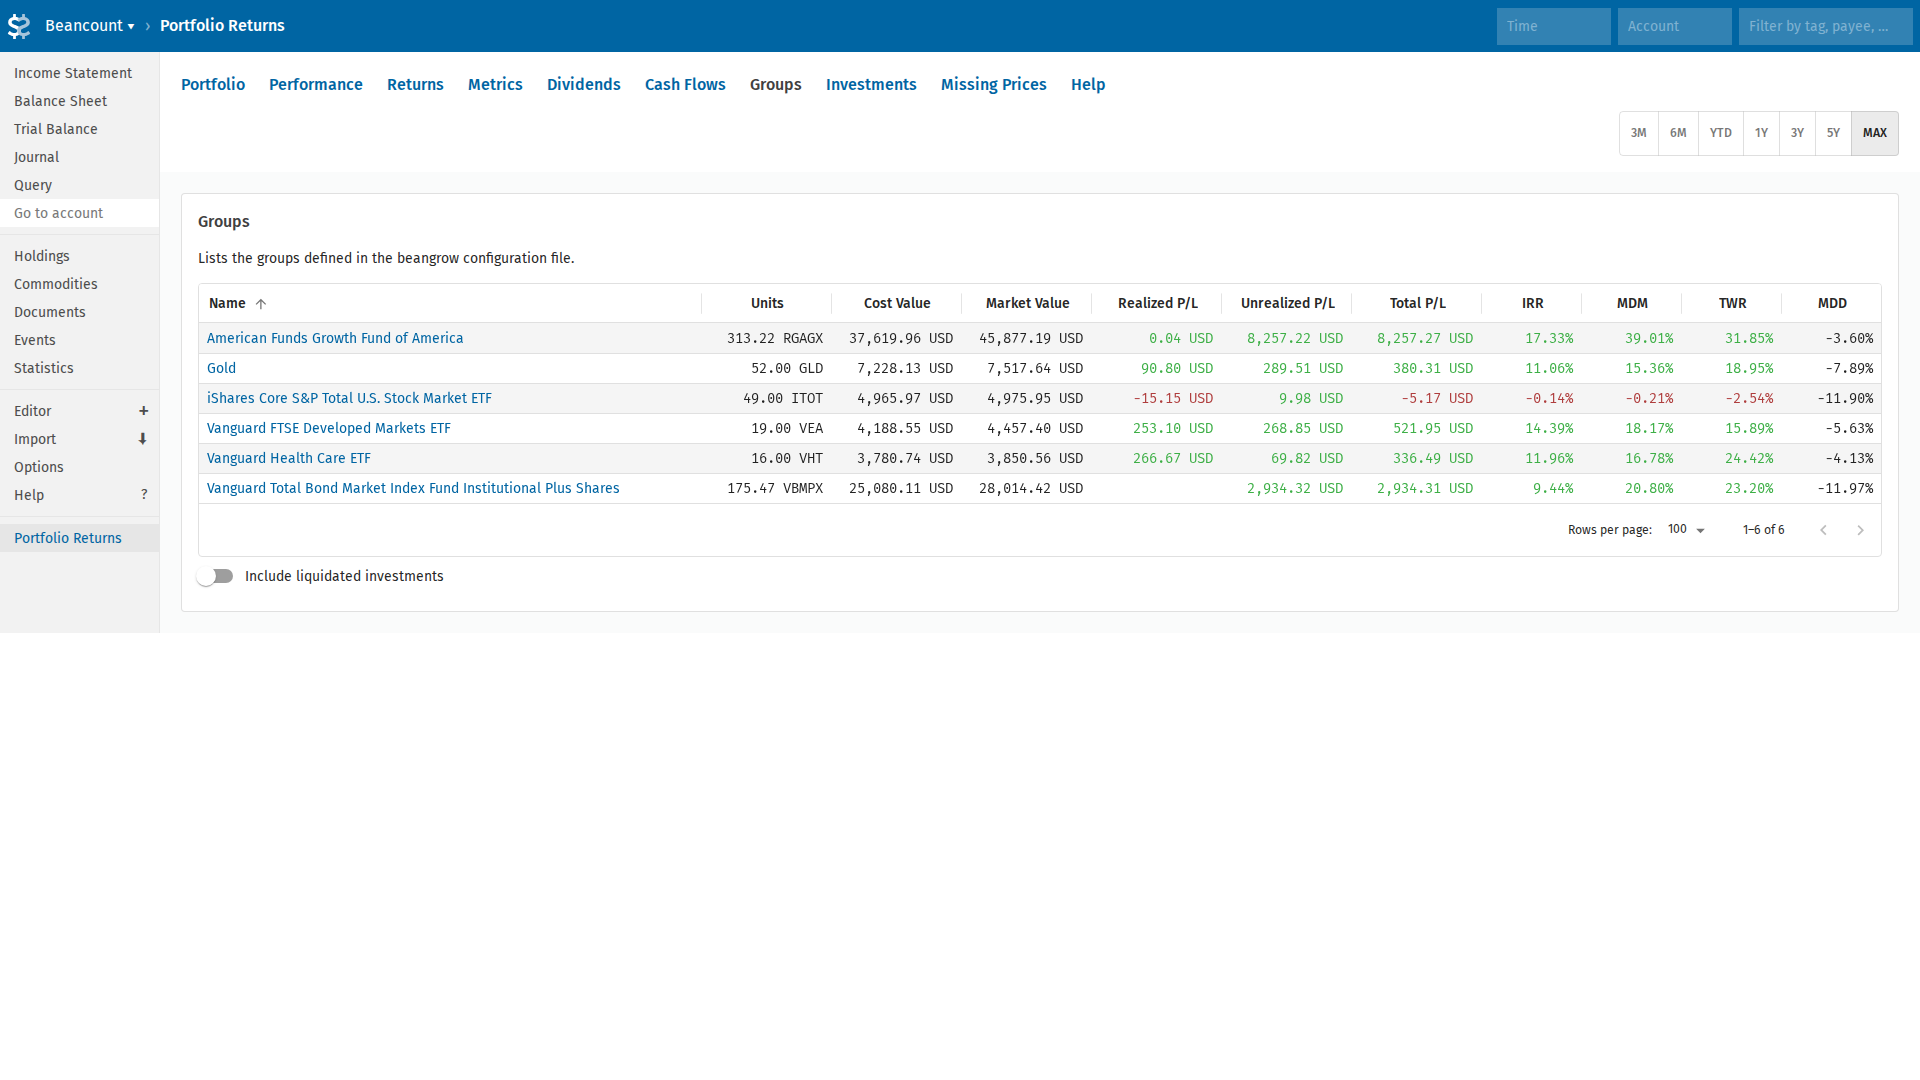 Beancount ▾ › Portfolio Returns
Time
Account
Filter by tag, payee, ...
Income Statement
Balance Sheet
Trial Balance
Journal
Query
Go to account
Holdings
Commodities
Documents
Events
Statistics
Editor +
Import ⬇
Options
Help ?
Portfolio Returns
Portfolio Performance Returns Metrics Dividends Cash Flows Groups Investments Missing Prices Help
3M 6M YTD 1Y 3Y 5Y MAX
Groups
Lists the groups defined in the beangrow configuration file.
Name ↑ Units Cost Value Market Value Realized P/L Unrealized P/L Total P/L IRR MDM TWR MDD
American Funds Growth Fund of America 313.22 RGAGX 37,619.96 USD 45,877.19 USD 0.04 USD 8,257.22 USD 8,257.27 USD 17.33% 39.01% 31.85% -3.60%
Gold 52.00 GLD 7,228.13 USD 7,517.64 USD 90.80 USD 289.51 USD 380.31 USD 11.06% 15.36% 18.95% -7.89%
iShares Core S&P Total U.S. Stock Market ETF 49.00 ITOT 4,965.97 USD 4,975.95 USD -15.15 USD 9.98 USD -5.17 USD -0.14% -0.21% -2.54% -11.90%
Vanguard FTSE Developed Markets ETF 19.00 VEA 4,188.55 USD 4,457.40 USD 253.10 USD 268.85 USD 521.95 USD 14.39% 18.17% 15.89% -5.63%
Vanguard Health Care ETF 16.00 VHT 3,780.74 USD 3,850.56 USD 266.67 USD 69.82 USD 336.49 USD 11.96% 16.78% 24.42% -4.13%
Vanguard Total Bond Market Index Fund Institutional Plus Shares 175.47 VBMPX 25,080.11 USD 28,014.42 USD 2,934.32 USD 2,934.31 USD 9.44% 20.80% 23.20% -11.97%
Rows per page: 100 1–6 of 6
Include liquidated investments